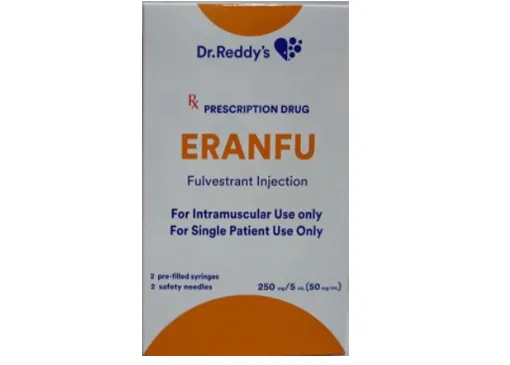 Dr.Reddy's
Rx PRESCRIPTION DRUG
ERANFU
Fulvestrant Injection
For Intramuscular Use only
For Single Patient Use Only
2 pre-filled syringes
2 safety needles
250 mg/5 mL (50 mg/mL)